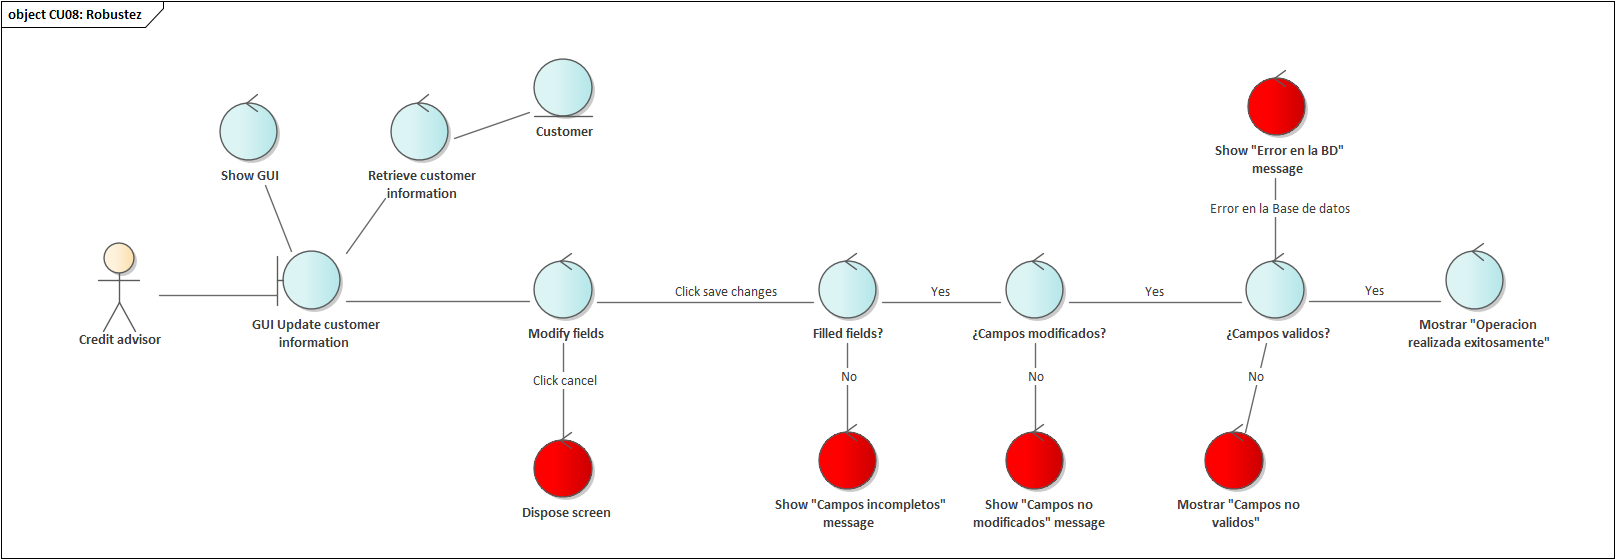 object CU08: Robustez
Customer
Show GUI
Retrieve customer
information
Show "Error en la BD"
message
Error en la Base de datos
Credit advisor
GUI Update customer
information
Modify fields
Click save changes
Filled fields?
Yes
¿Campos modificados?
Yes
¿Campos validos?
Yes
Mostrar "Operacion
realizada exitosamente"
Click cancel
No
No
No
Dispose screen
Show "Campos incompletos"
message
Show "Campos no
modificados" message
Mostrar "Campos no
validos"